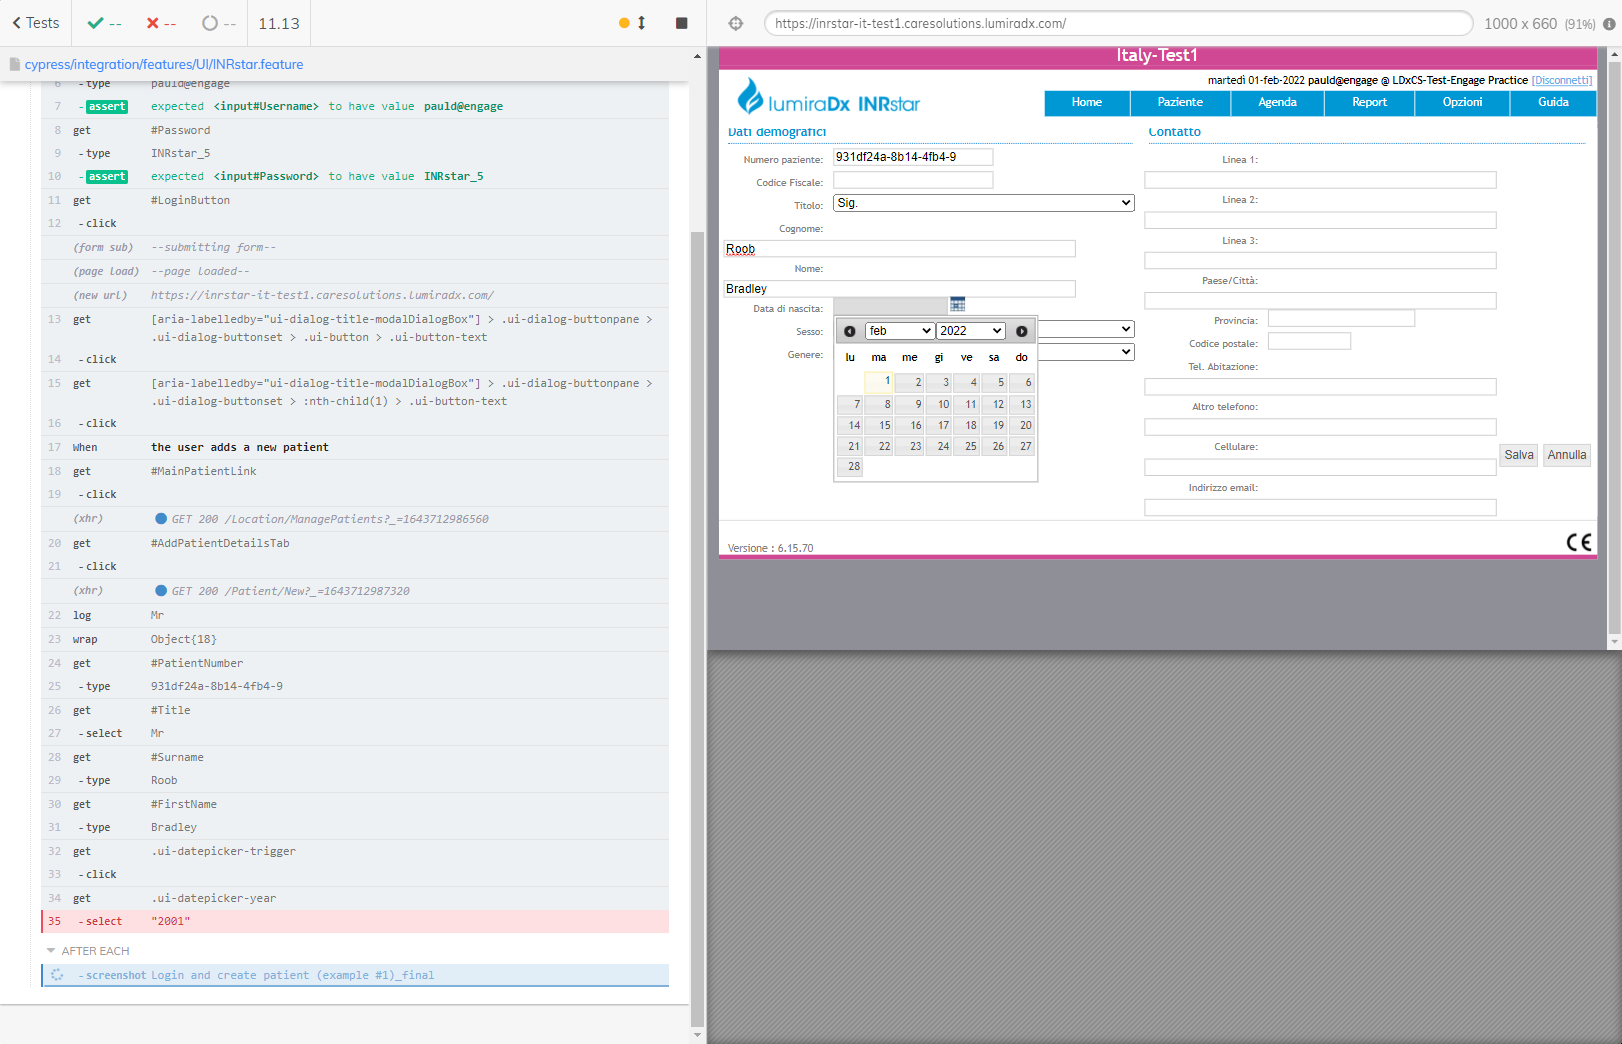 Tests
--
--
--
11.13
cypress/integration/features/UI/INRstar.feature
6 -type pauld@engage
7 -assert expected <input#Username> to have value pauld@engage
8 get #Password
9 -type INRstar_5
10 -assert expected <input#Password> to have value INRstar_5
11 get #LoginButton
12 -click
(form sub) --submitting form--
(page load) --page loaded--
(new url) https://inrstar-it-test1.caresolutions.lumiradx.com/
13 get [aria-labelledby="ui-dialog-title-modalDialogBox"] > .ui-dialog-buttonpane >
.ui-dialog-buttonset > .ui-button > .ui-button-text
14 -click
15 get [aria-labelledby="ui-dialog-title-modalDialogBox"] > .ui-dialog-buttonpane >
.ui-dialog-buttonset > :nth-child(1) > .ui-button-text
16 -click
17 When the user adds a new patient
18 get #MainPatientLink
19 -click
(xhr) GET 200 /Location/ManagePatients?_=1643712986560
20 get #AddPatientDetailsTab
21 -click
(xhr) GET 200 /Patient/New?_=1643712987320
22 log Mr
23 wrap Object{18}
24 get #PatientNumber
25 -type 931df24a-8b14-4fb4-9
26 get #Title
27 -select Mr
28 get #Surname
29 -type Roob
30 get #FirstName
31 -type Bradley
32 get .ui-datepicker-trigger
33 -click
34 get .ui-datepicker-year
35 -select "2001"
AFTER EACH
-screenshot Login and create patient (example #1)_final
https://inrstar-it-test1.caresolutions.lumiradx.com/
1000 x 660 (91%)
Italy-Test1
martedì 01-feb-2022 pauld@engage @ LDxCS-Test-Engage Practice [Disconnetti]
lumiraDx INRstar
Home Paziente Agenda Report Opzioni Guida
Dati demografici
Numero paziente: 931df24a-8b14-4fb4-9
Codice Fiscale:
Titolo: Sig.
Cognome:
Roob
Nome:
Bradley
Data di nascita:
Sesso:
Genere:
feb 2022
lu ma me gi ve sa do
1 2 3 4 5 6
7 8 9 10 11 12 13
14 15 16 17 18 19 20
21 22 23 24 25 26 27
28
Contatto
Linea 1:
Linea 2:
Linea 3:
Paese/Città:
Provincia:
Codice postale:
Tel. Abitazione:
Altro telefono:
Cellulare:
Indirizzo email:
Salva Annulla
Versione : 6.15.70
CE